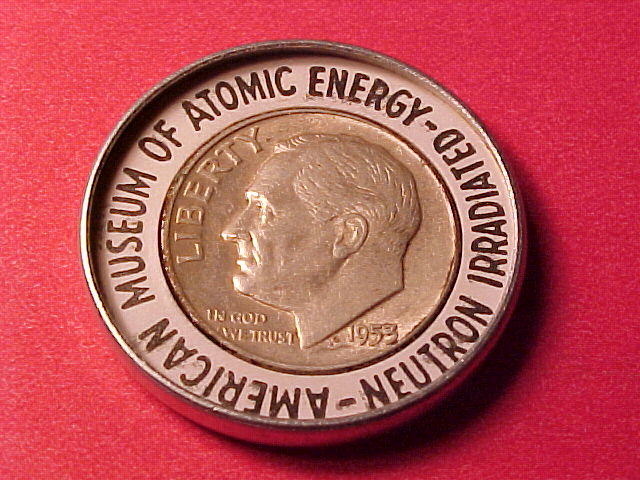 AMERICAN MUSEUM OF ATOMIC ENERGY-NEUTRON IRRADIATED-
LIBERTY
IN GOD
WE TRUST
1953